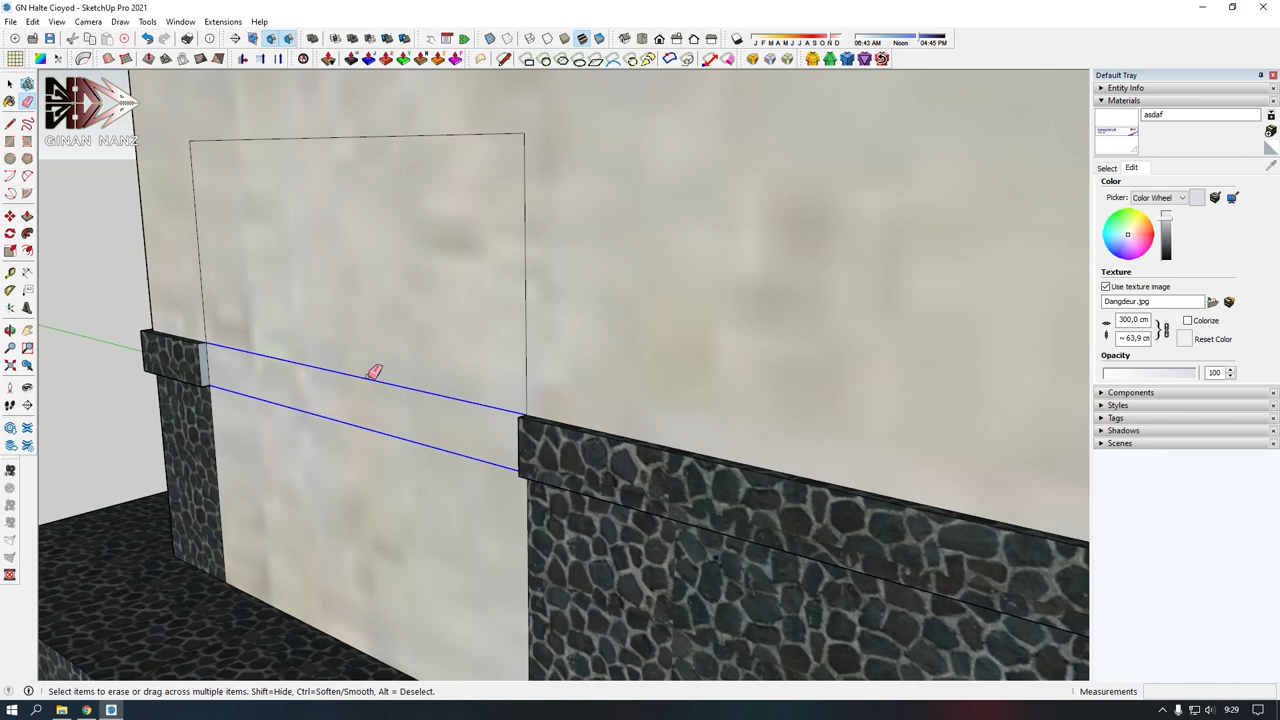 GN Halte Cioyod - SketchUp Pro 2021
File Edit View Camera Draw Tools Window Extensions Help
J F M A M J J A S O N D
06:43 AM Noon 04:45 PM
GINAN NANZ
Default Tray
Entity Info
Materials
asdaf
Select Edit
Color
Picker: Color Wheel
Texture
Use texture image
Dangdeur.jpg
300,0 cm
Colorize
~ 63,9 cm
Reset Color
Opacity
100
Components
Styles
Tags
Shadows
Scenes
Select items to erase or drag across multiple items. Shift=Hide, Ctrl=Soften/Smooth, Alt = Deselect.
Measurements
9:29